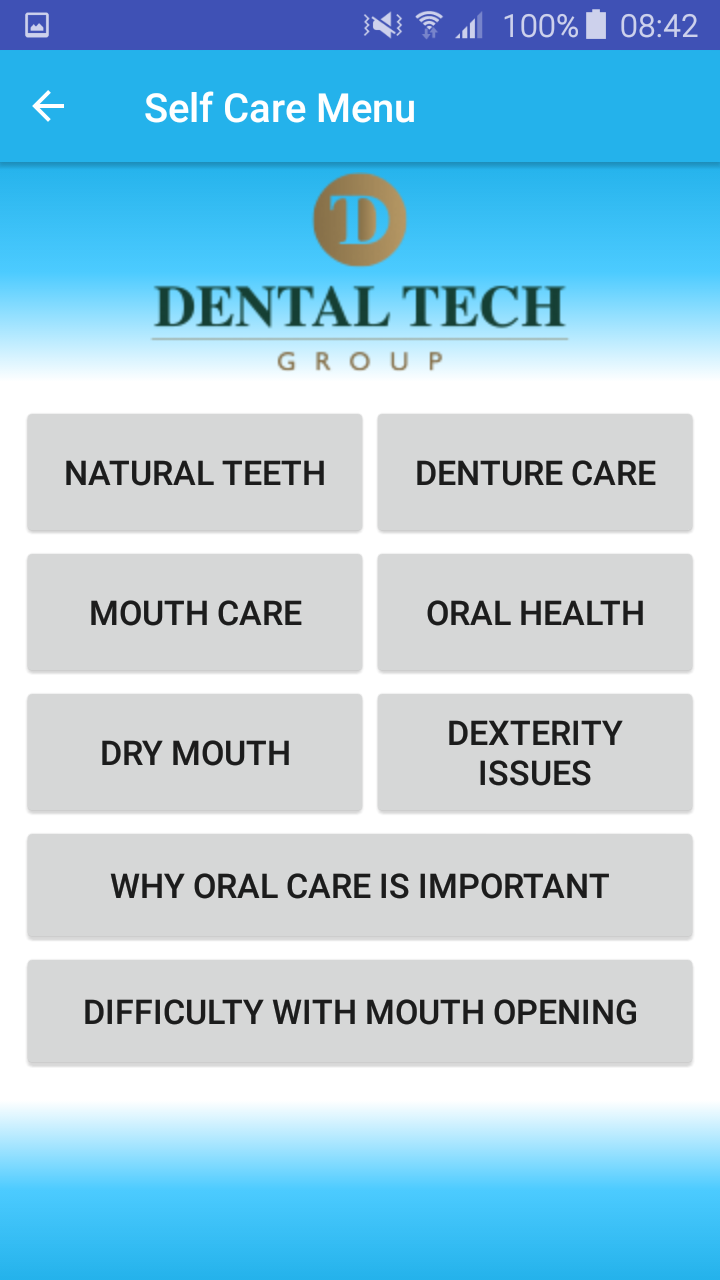 100% 08:42
Self Care Menu
TD
DENTAL TECH
GROUP
NATURAL TEETH
DENTURE CARE
MOUTH CARE
ORAL HEALTH
DRY MOUTH
DEXTERITY
ISSUES
WHY ORAL CARE IS IMPORTANT
DIFFICULTY WITH MOUTH OPENING